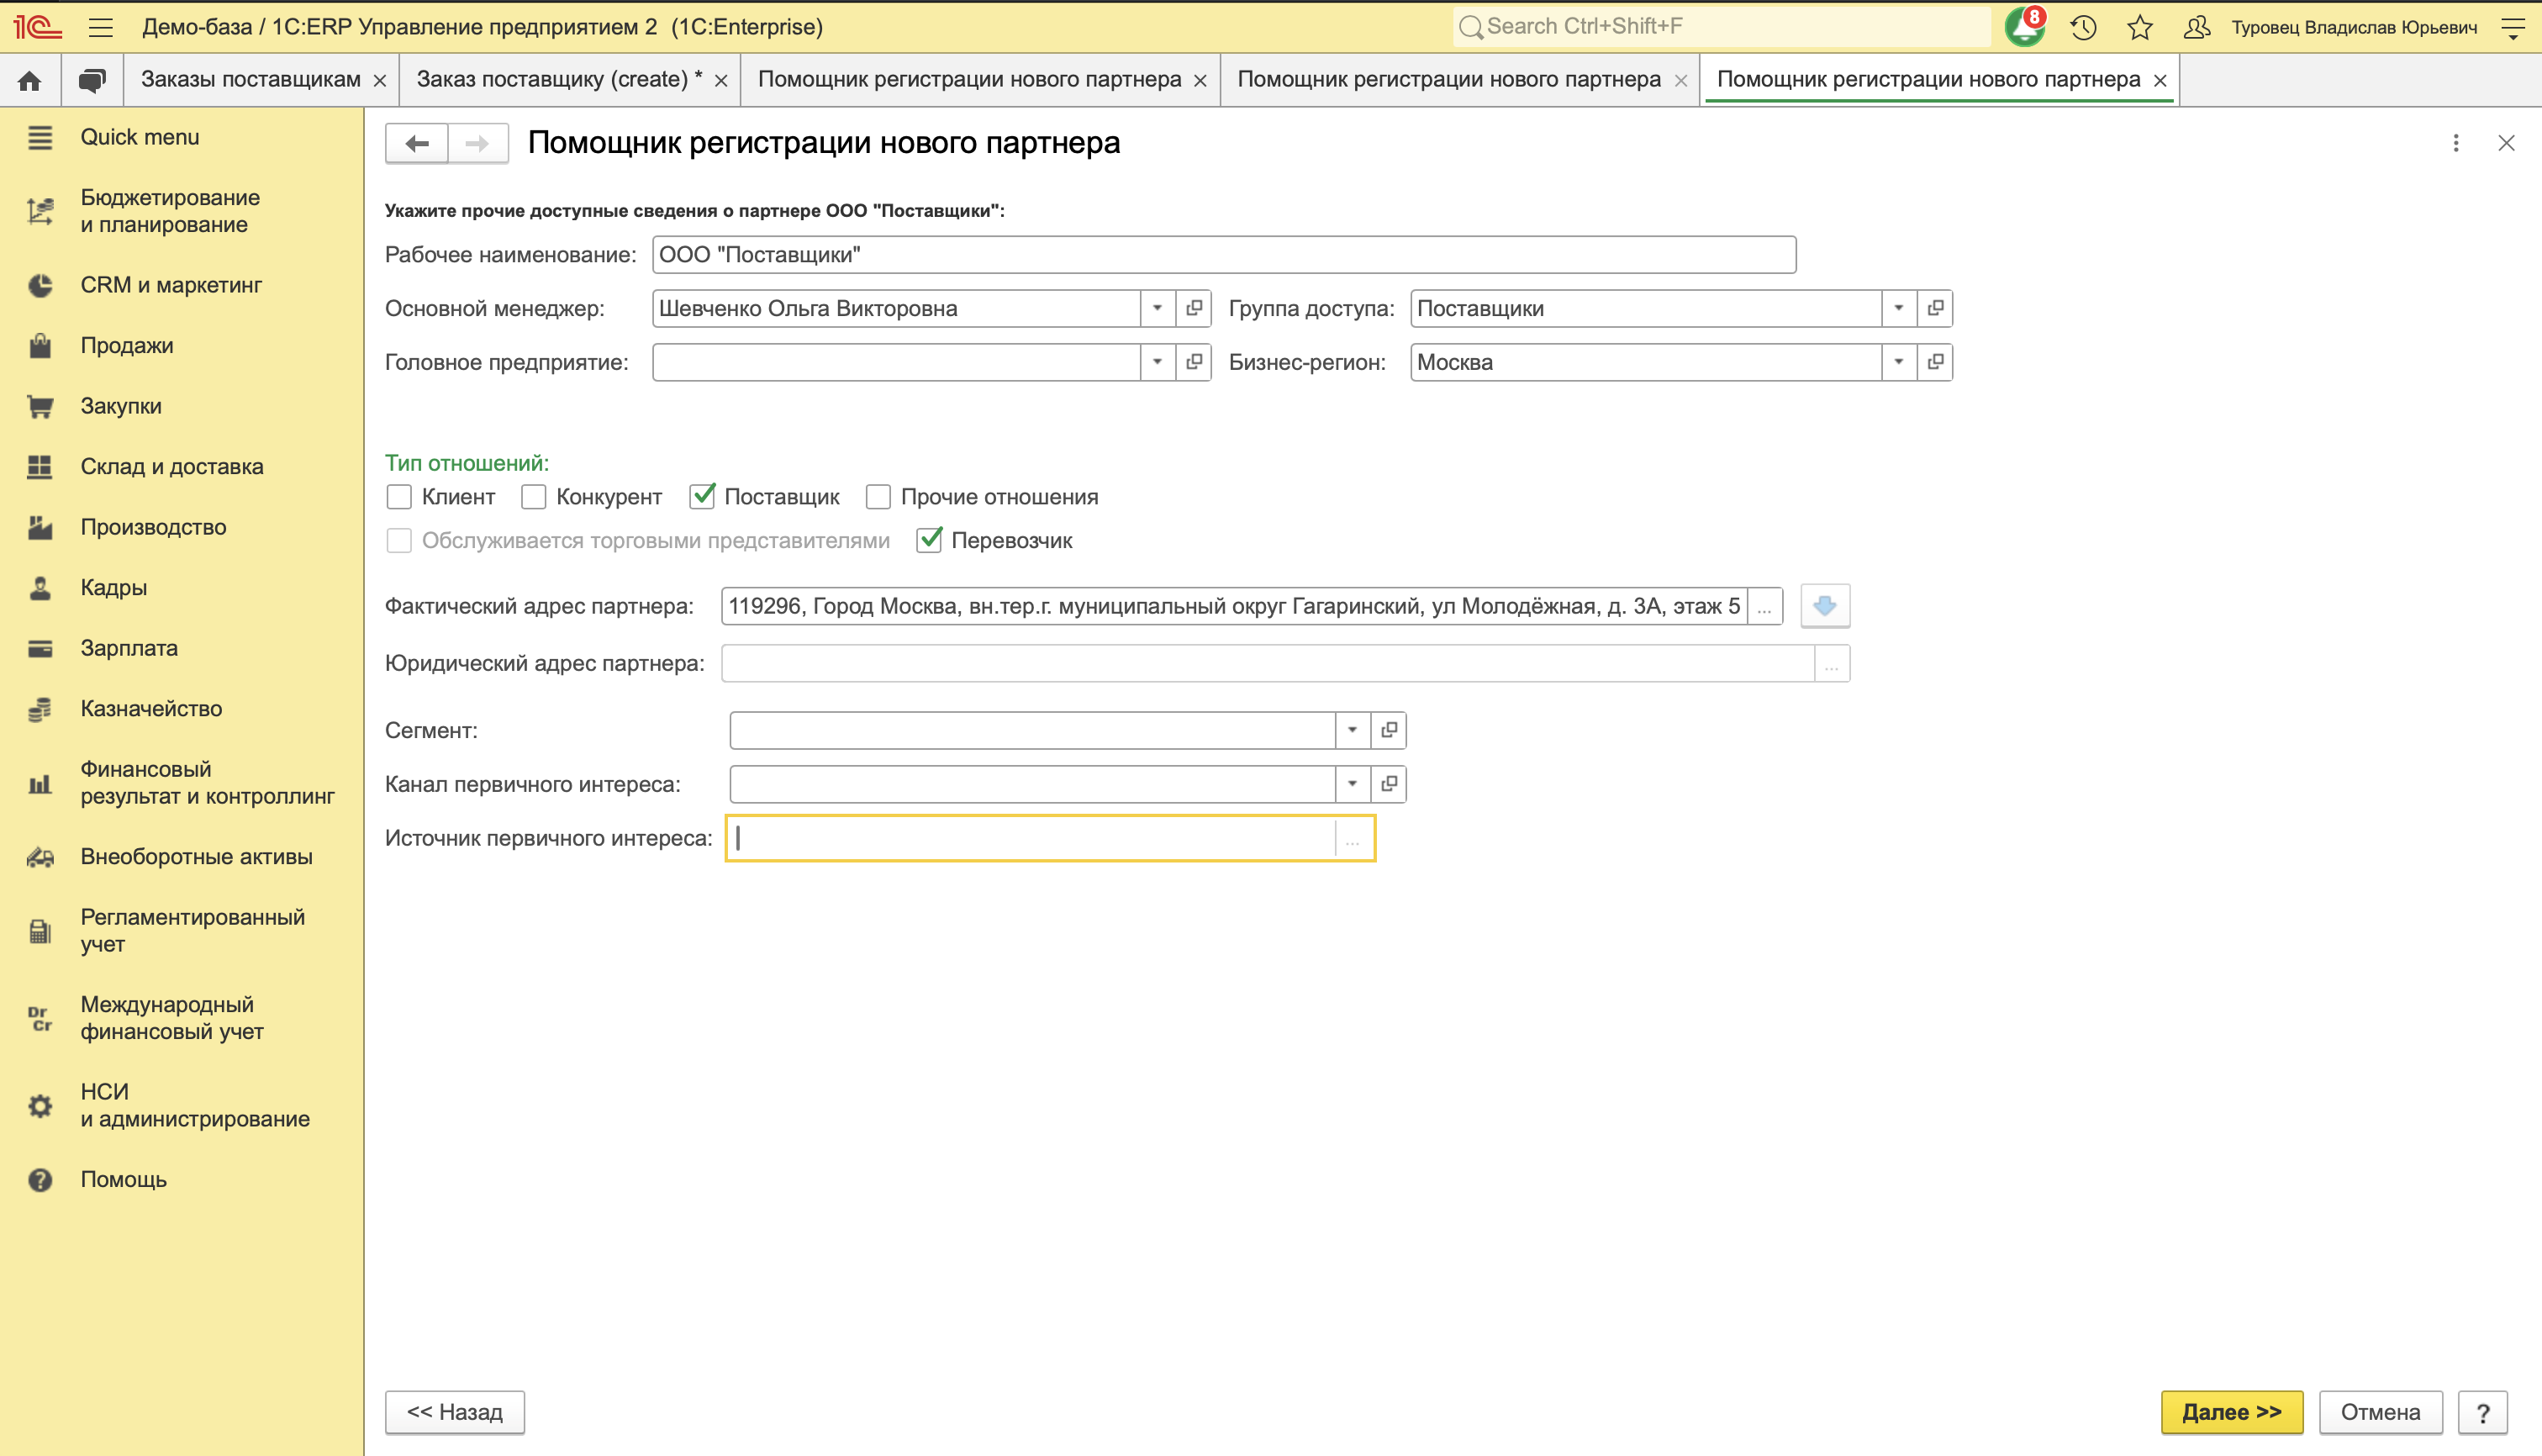 1С Демо-база / 1С:ERP Управление предприятием 2 (1C:Enterprise) Search Ctrl+Shift+F 8 Туровец Владислав Юрьевич
Заказы поставщикам × Заказ поставщику (create) * × Помощник регистрации нового партнера × Помощник регистрации нового партнера × Помощник регистрации нового партнера ×
Quick menu
Бюджетирование
и планирование
CRM и маркетинг
Продажи
Закупки
Склад и доставка
Производство
Кадры
Зарплата
Казначейство
Финансовый
результат и контроллинг
Внеоборотные активы
Регламентированный
учет
Dr Cr
Международный
финансовый учет
НСИ
и администрирование
Помощь
Помощник регистрации нового партнера
Укажите прочие доступные сведения о партнере ООО "Поставщики":
Рабочее наименование: ООО "Поставщики"
Основной менеджер: Шевченко Ольга Викторовна Группа доступа: Поставщики
Головное предприятие: Бизнес-регион: Москва
Тип отношений:
Клиент Конкурент Поставщик Прочие отношения
Обслуживается торговыми представителями Перевозчик
Фактический адрес партнера: 119296, Город Москва, вн.тер.г. муниципальный округ Гагаринский, ул Молодёжная, д. 3А, этаж 5 ...
Юридический адрес партнера: ...
Сегмент:
Канал первичного интереса:
Источник первичного интереса: ...
<< Назад Далее >> Отмена ?